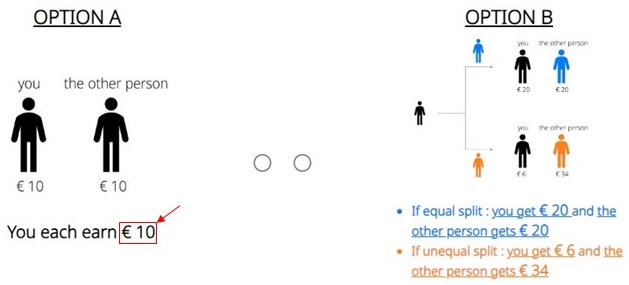 OPTION A
you the other person
€ 10 € 10
You each earn € 10
OPTION B
you the other person
€ 20 € 20
you the other person
€ 6 € 34
• If equal split : you get € 20 and the
other person gets € 20
• If unequal split : you get € 6 and the
other person gets € 34